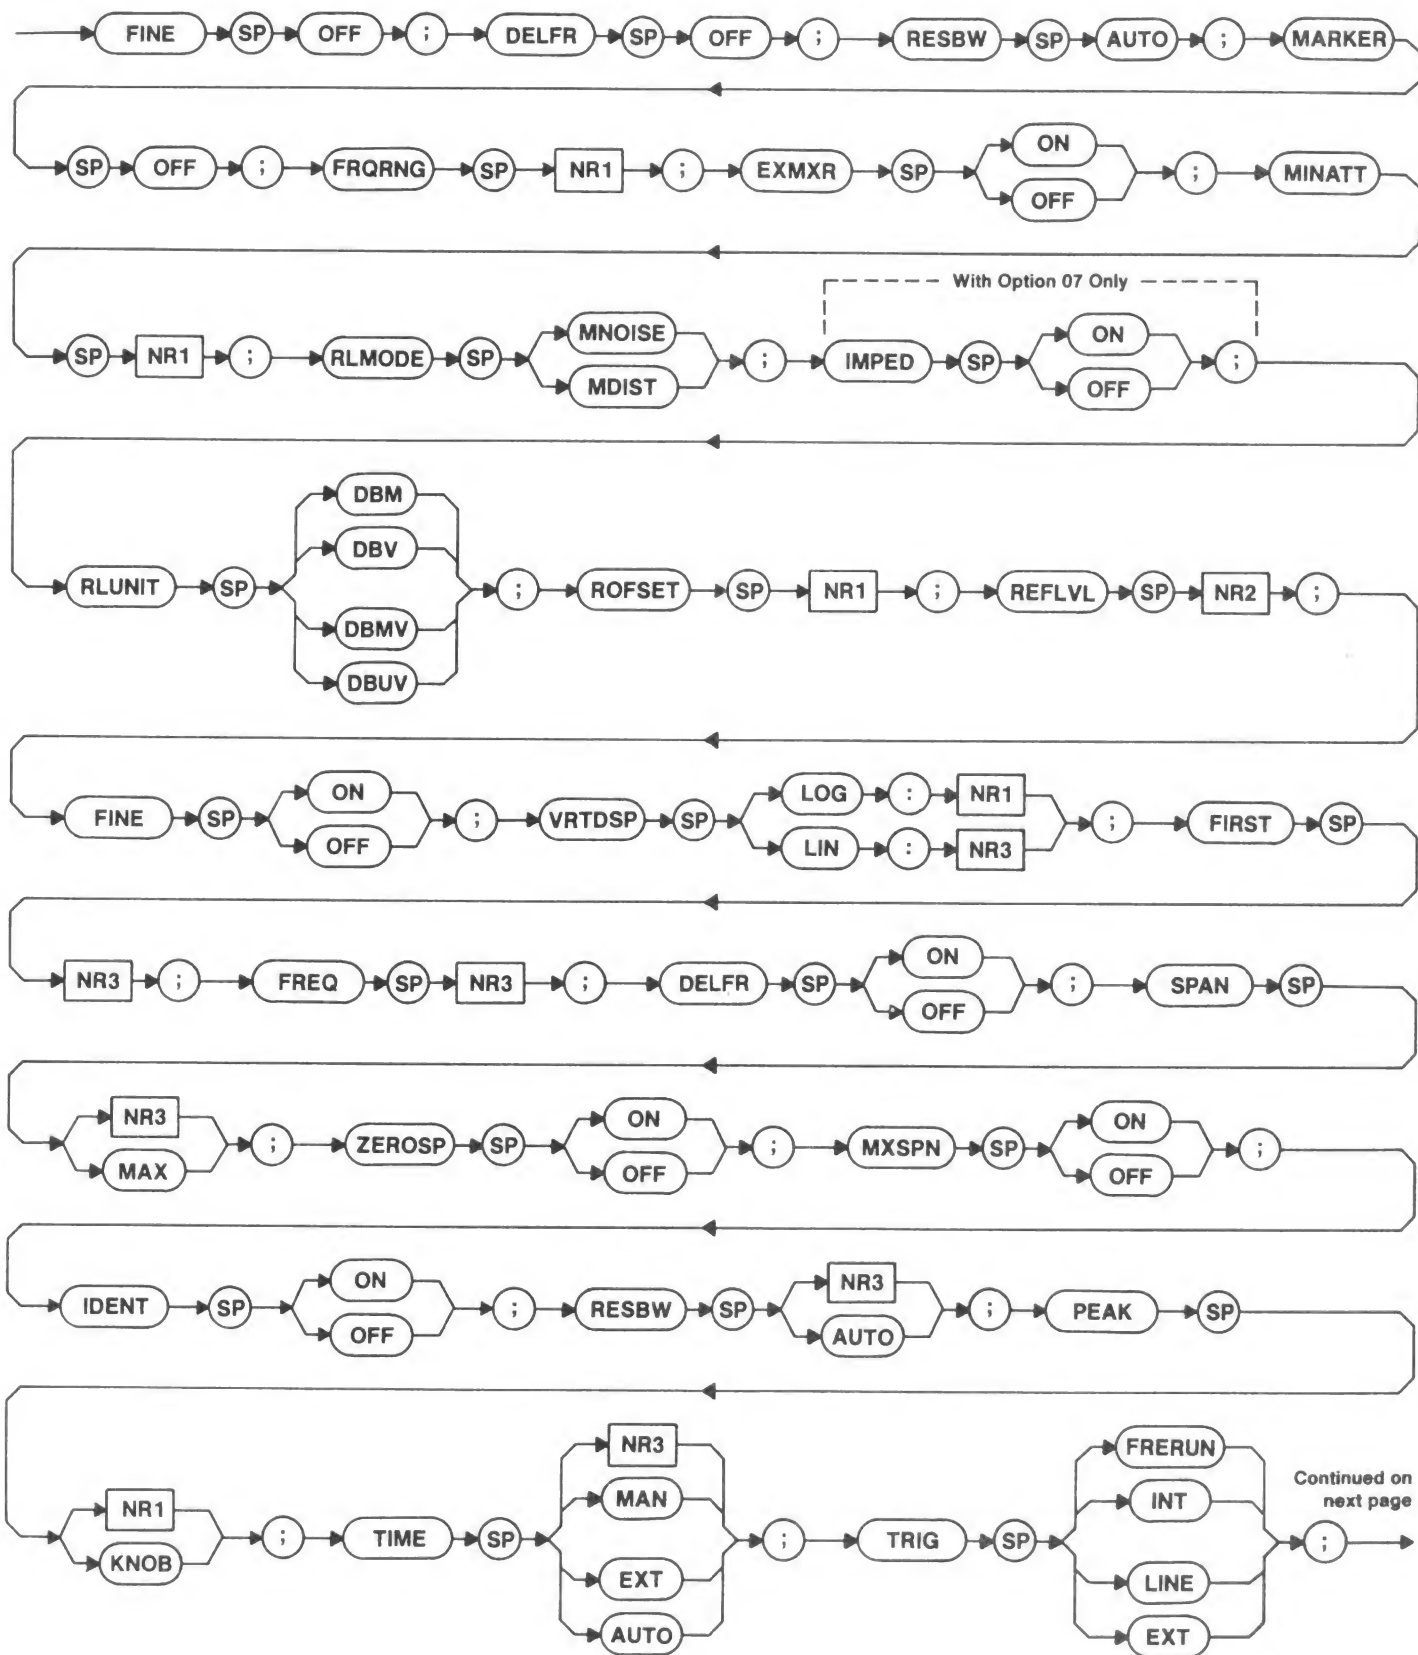 FINE SP OFF ; DELFR SP OFF ; RESBW SP AUTO ; MARKER
SP OFF ; FRQRNG SP NR1 ; EXMXR SP ON OFF ; MINATT
With Option 07 Only
SP NR1 ; RLMODE SP MNOISE MDIST ; IMPED SP ON OFF ;
RLUNIT SP DBM DBV DBMV DBUV ; ROFSET SP NR1 ; REFLVL SP NR2 ;
FINE SP ON OFF ; VRTDSP SP LOG : NR1 LIN : NR3 ; FIRST SP
NR3 ; FREQ SP NR3 ; DELFR SP ON OFF ; SPAN SP
NR3 MAX ; ZEROSP SP ON OFF ; MXSPN SP ON OFF ;
IDENT SP ON OFF ; RESBW SP NR3 AUTO ; PEAK SP
NR1 KNOB ; TIME SP NR3 MAN EXT AUTO ; TRIG SP FRERUN INT LINE EXT ;
Continued on
next page